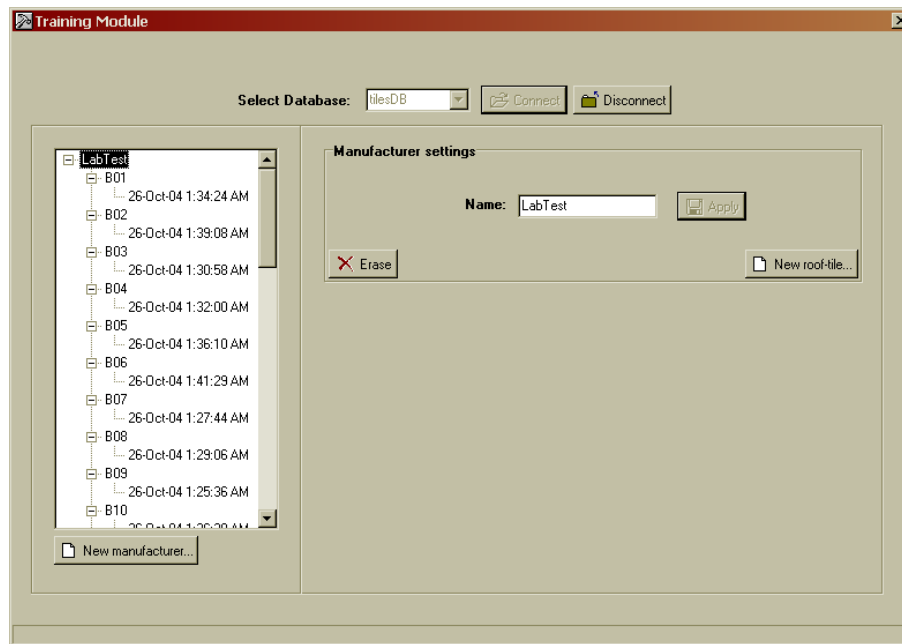 Training Module
Select Database: tilesDB Connect Disconnect
LabTest
B01
26-Oct-04 1:34:24 AM
B02
26-Oct-04 1:39:08 AM
B03
26-Oct-04 1:30:58 AM
B04
26-Oct-04 1:32:00 AM
B05
26-Oct-04 1:36:10 AM
B06
26-Oct-04 1:41:29 AM
B07
26-Oct-04 1:27:44 AM
B08
26-Oct-04 1:29:06 AM
B09
26-Oct-04 1:25:36 AM
B10
New manufacturer...
Manufacturer settings
Name: LabTest Apply
Erase New roof-tile...